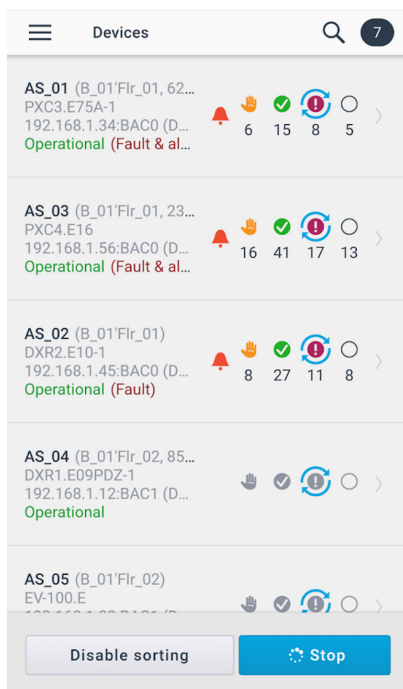 Devices
7
AS_01 (B_01'Flr_01, 62...
PXC3.E75A-1
192.168.1.34:BAC0 (D...
Operational (Fault & al...
6 15 8 5
AS_03 (B_01'Flr_01, 23...
PXC4.E16
192.168.1.56:BAC0 (D...
Operational (Fault & al...
16 41 17 13
AS_02 (B_01'Flr_01)
DXR2.E10-1
192.168.1.45:BAC0 (D...
Operational (Fault)
8 27 11 8
AS_04 (B_01'Flr_02, 85...
DXR1.E09PDZ-1
192.168.1.12:BAC1 (D...
Operational
AS_05 (B_01'Flr_02)
EV-100.E
Disable sorting
Stop